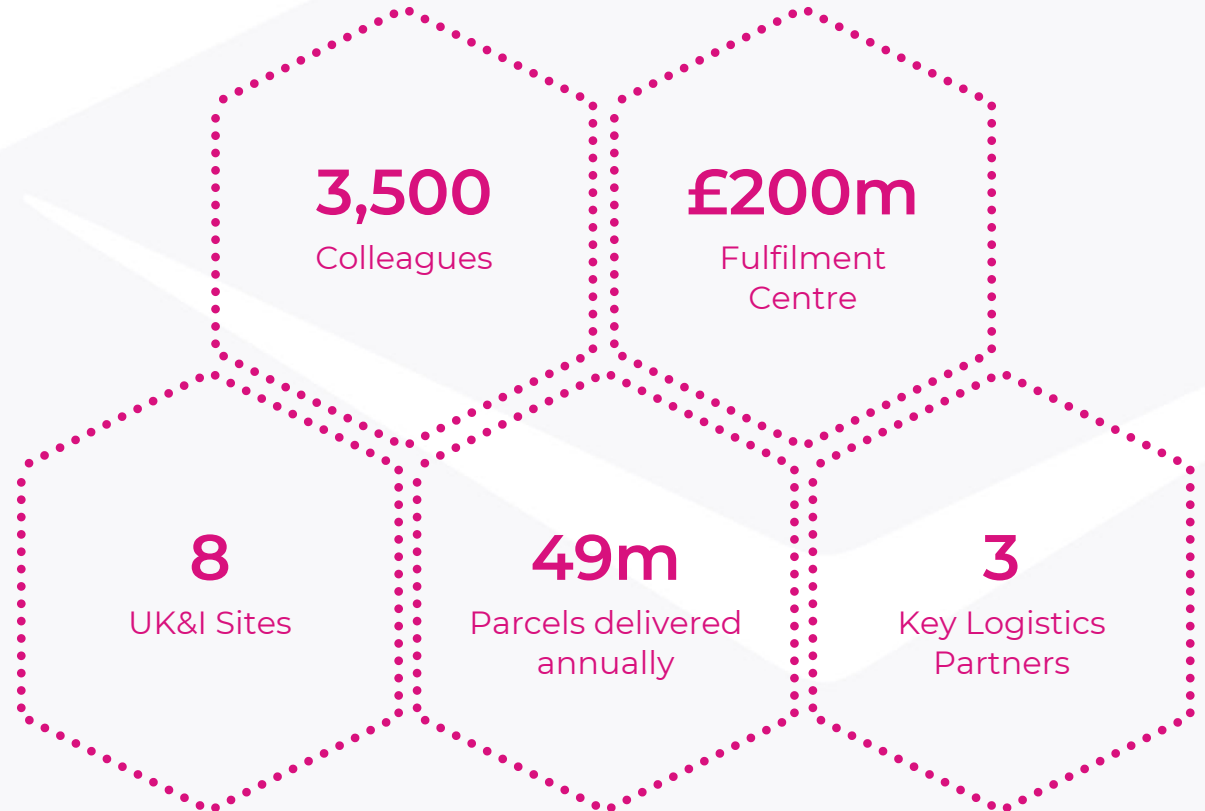 3,500
Colleagues
£200m
Fulfilment
Centre
8
UK&I Sites
49m
Parcels delivered
annually
3
Key Logistics
Partners